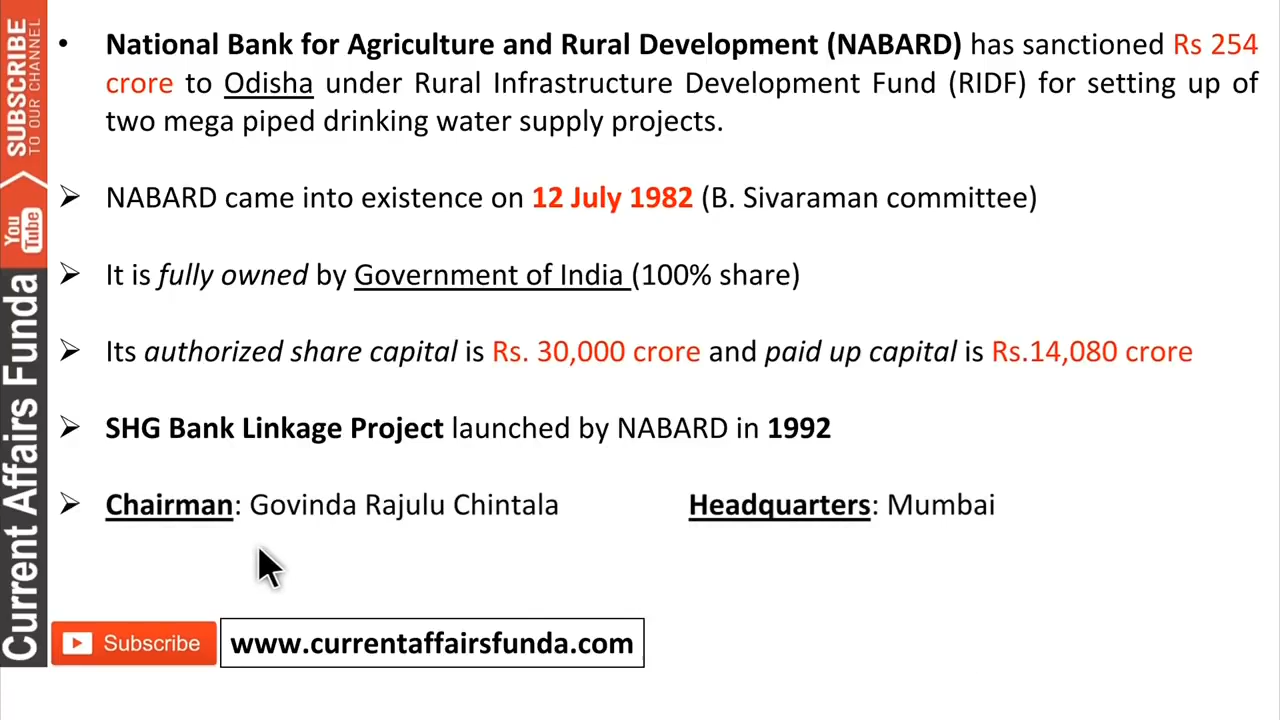 • National Bank for Agriculture and Rural Development (NABARD) has sanctioned Rs 254
crore to Odisha under Rural Infrastructure Development Fund (RIDF) for setting up of
two mega piped drinking water supply projects.
➢ NABARD came into existence on 12 July 1982 (B. Sivaraman committee)
➢ It is fully owned by Government of India (100% share)
➢ Its authorized share capital is Rs. 30,000 crore and paid up capital is Rs.14,080 crore
➢ SHG Bank Linkage Project launched by NABARD in 1992
➢ Chairman: Govinda Rajulu Chintala Headquarters: Mumbai
SUBSCRIBE
TO OUR CHANNEL
You
Tube
Current Affairs Funda
Subscribe
www.currentaffairsfunda.com